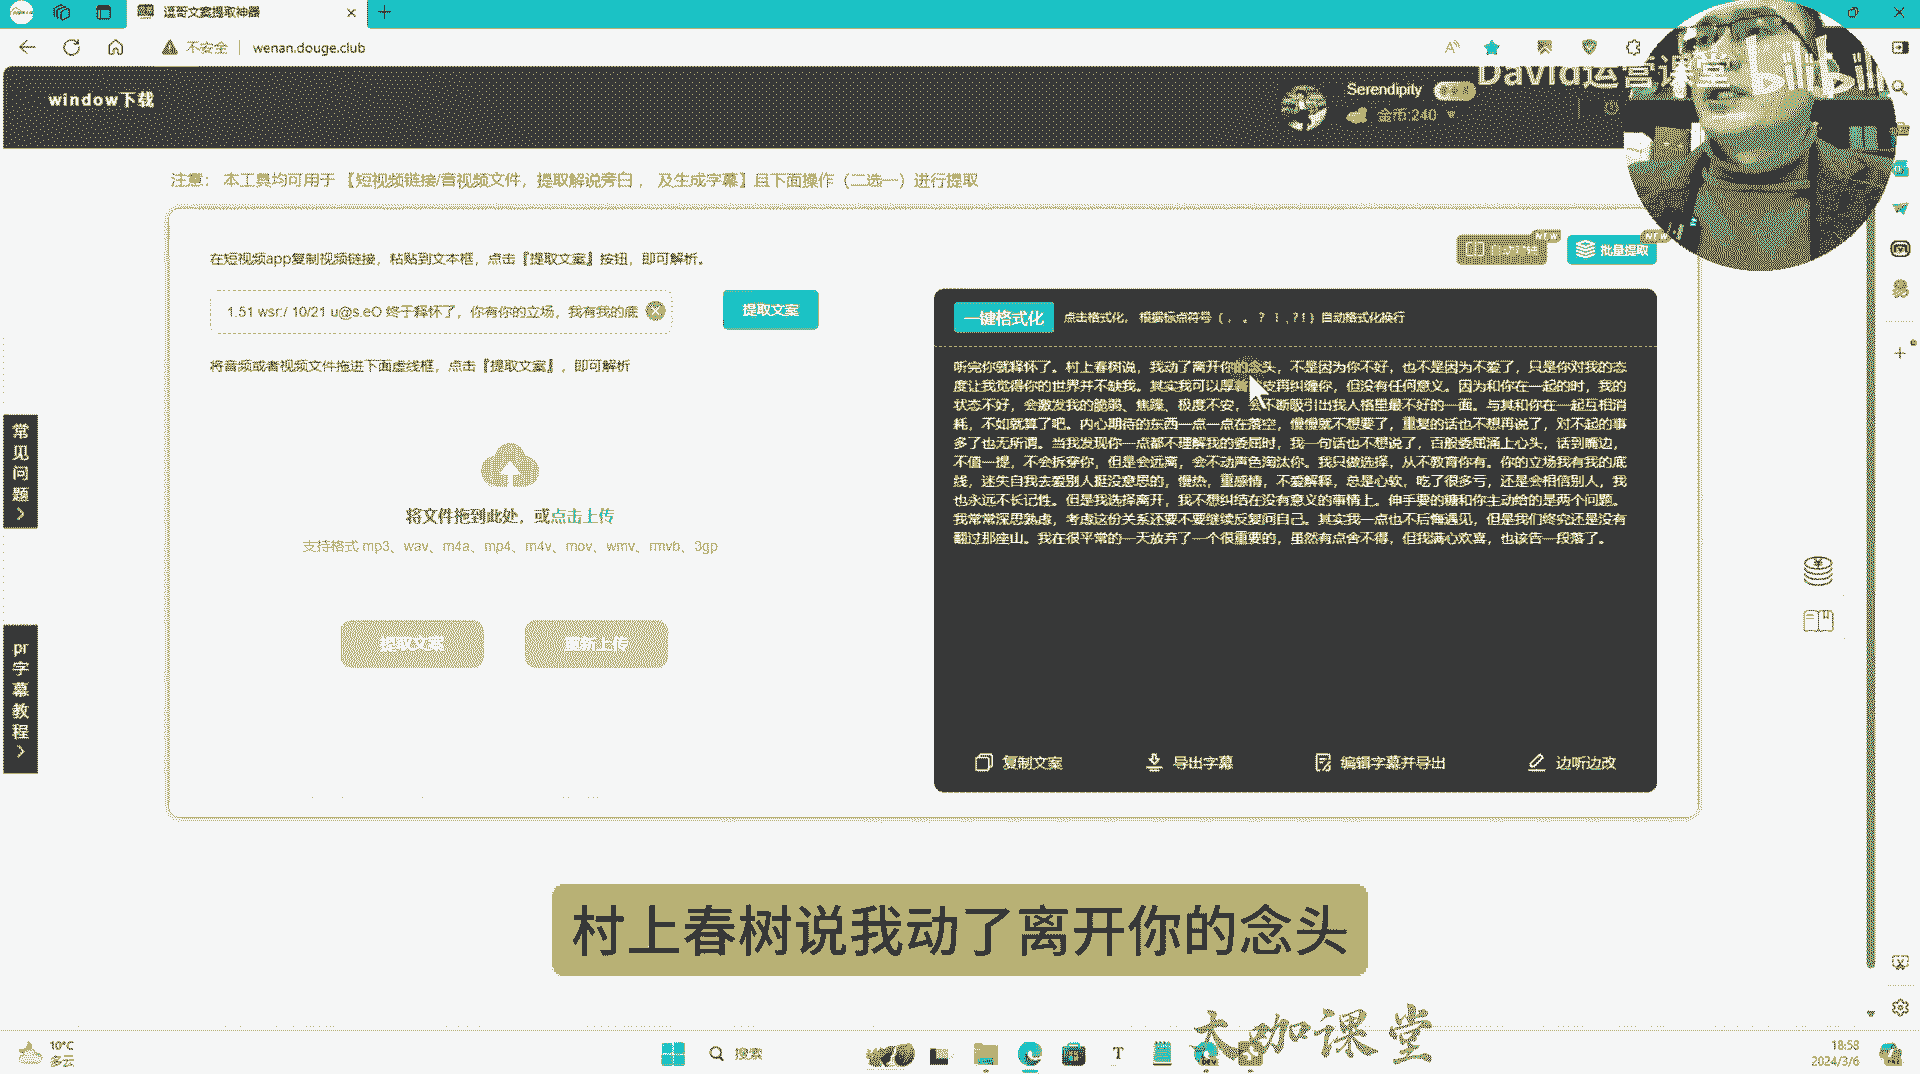 逗哥文案提取神器
不安全
wenan.douge.club
window下载
Serendipity
金币:240
David运营课堂
bilibili
注意： 本工具均可用于 【短视频链接/音视频文件，提取解说旁白 ， 及生成字幕】且下面操作（二选一）进行提取
在短视频app复制视频链接，粘贴到文本框，点击『提取文案』按钮，即可解析。
NEW
NEW
批量提取
1.51 wsr:/ 10/21 u@s.eO 终于释怀了，你有你的立场，我有我的底
提取文案
将音频或者视频文件拖进下面虚线框，点击『提取文案』，即可解析
将文件拖到此处，或点击上传
支持格式 mp3、wav、m4a、mp4、m4v、mov、wmv、rmvb、3gp
提取文案
重新上传
常见问题
pr字幕教程
一键格式化
点击格式化， 根据标点符号（ ， 。 ？ ！ , ? ! ）自动格式化换行
听完你就释怀了。村上春树说，我动了离开你的念头，不是因为你不好，也不是因为不爱了，只是你对我的态
度让我觉得你的世界并不缺我。其实我可以厚着脸皮再纠缠你，但没有任何意义。因为和你在一起的时，我的
状态不好，会激发我的脆弱、焦躁、极度不安，会不断吸引出我人格里最不好的一面。与其和你在一起互相消
耗，不如就算了吧。内心期待的东西一点一点在落空，慢慢就不想要了，重复的话也不想再说了，对不起的事
多了也无所谓。当我发现你一点都不理解我的委屈时，我一句话也不想说了，百般委屈涌上心头，话到嘴边，
不值一提，不会拆穿你，但是会远离，会不动声色淘汰你。我只做选择，从不教育你有。你的立场我有我的底
线，迷失自我去爱别人挺没意思的，慢热，重感情，不爱解释，总是心软、吃了很多亏，还是会相信别人，我
也永远不长记性。但是我选择离开，我不想纠结在没有意义的事情上。伸手要的糖和你主动给的是两个问题。
我常常深思熟虑，考虑这份关系还要不要继续反复问自己。其实我一点也不后悔遇见，但是我们终究还是没有
翻过那座山。我在很平常的一天放弃了一个很重要的，虽然有点舍不得，但我满心欢喜，也该告一段落了。
复制文案
导出字幕
编辑字幕并导出
边听边改
村上春树说我动了离开你的念头
大咖课堂
10°C
多云
搜索
18:58
2024/3/6